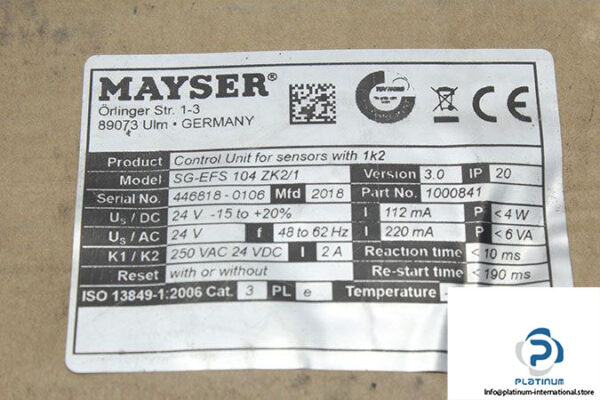 MAYSER®
Örlinger Str. 1-3
89073 Ulm • GERMANY
TÜV NORD
CE
Product Control Unit for sensors with 1k2
Model SG-EFS 104 ZK2/1 Version 3.0 IP 20
Serial No. 446818-0106 Mfd 2018 Part No. 1000841
Us / DC 24 V -15 to +20% I 112 mA P < 4 W
Us / AC 24 V f 48 to 62 Hz I 220 mA P < 6 VA
K1 / K2 250 VAC 24 VDC I 2 A Reaction time < 10 ms
Reset with or without Re-start time < 190 ms
ISO 13849-1:2006 Cat. 3 PL e Temperature
PLATINUM
Info@platinum-international.store